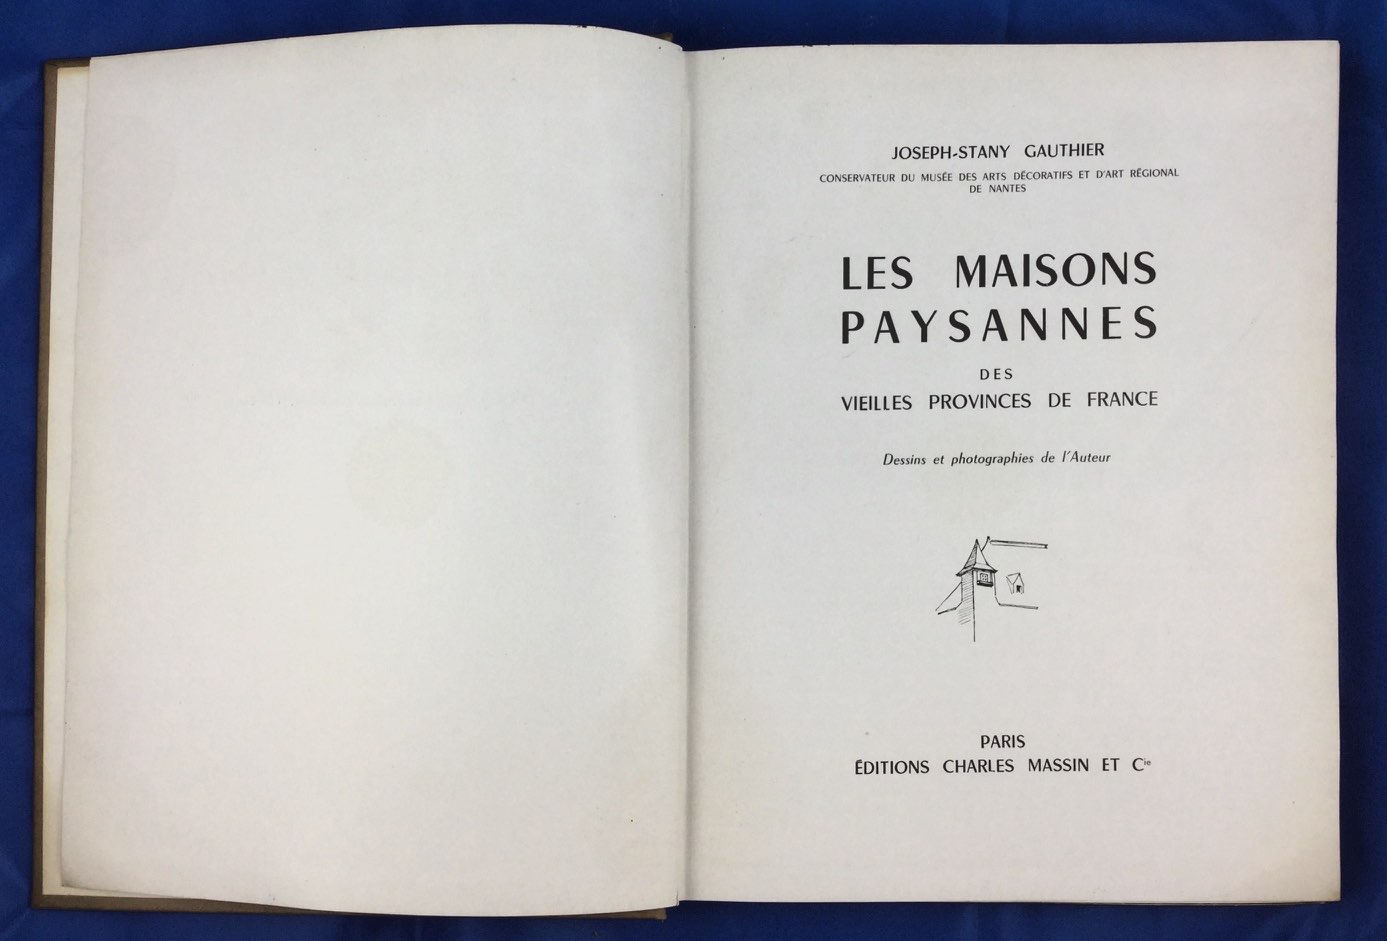 JOSEPH-STANY GAUTHIER
CONSERVATEUR DU MUSÉE DES ARTS DÉCORATIFS ET D'ART RÉGIONAL
DE NANTES
LES MAISONS
PAYSANNES
DES
VIEILLES PROVINCES DE FRANCE
Dessins et photographies de l'Auteur
PARIS
ÉDITIONS CHARLES MASSIN ET Cie